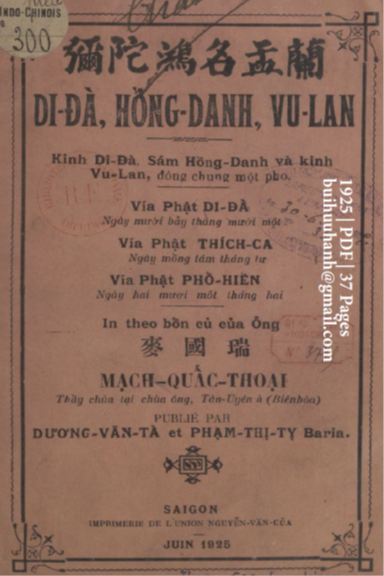 INDO-CHINOIS
300
彌陀鴻名盂蘭
DI-ĐÀ, HỒNG-DANH, VU-LAN
Kinh Di-Đà, Sám Hồng-Danh và kinh
Vu-Lan, đóng chung một pho.
Vía Phật DI-ĐÀ
Ngày mười bảy tháng mười một
Vía Phật THÍCH-CA
Ngày mồng tám tháng tư
Vía Phật PHỔ-HIỀN
Ngày hai mươi mốt tháng hai
In theo bổn củ của Ông
麥國瑞
MẠCH-QUẤC-THOẠI
Thầy chùa tại chùa ông, Tân-Uyên à (Biênhòa)
PUBLIÉ PAR
DƯƠNG-VĂN-TÀ et PHẠM-THỊ-TỴ Baria.
SAIGON
IMPRIMERIE DE L'UNION NGUYỄN-VĂN-CỦA
JUIN 1925
1925 | PDF | 37 Pages
buihuuhanh@gmail.com